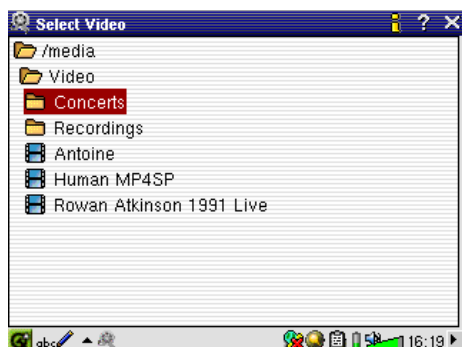 Select Video
/media
Video
Concerts
Recordings
Antoine
Human MP4SP
Rowan Atkinson 1991 Live
abc 16:19